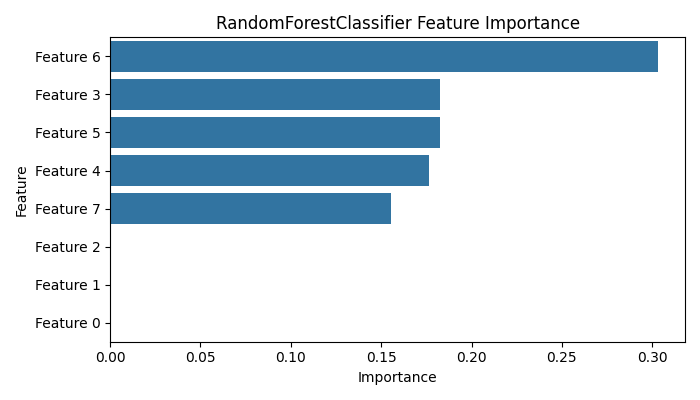 RandomForestClassifier Feature Importance
Feature
Feature 6
Feature 3
Feature 5
Feature 4
Feature 7
Feature 2
Feature 1
Feature 0
0.00 0.05 0.10 0.15 0.20 0.25 0.30
Importance